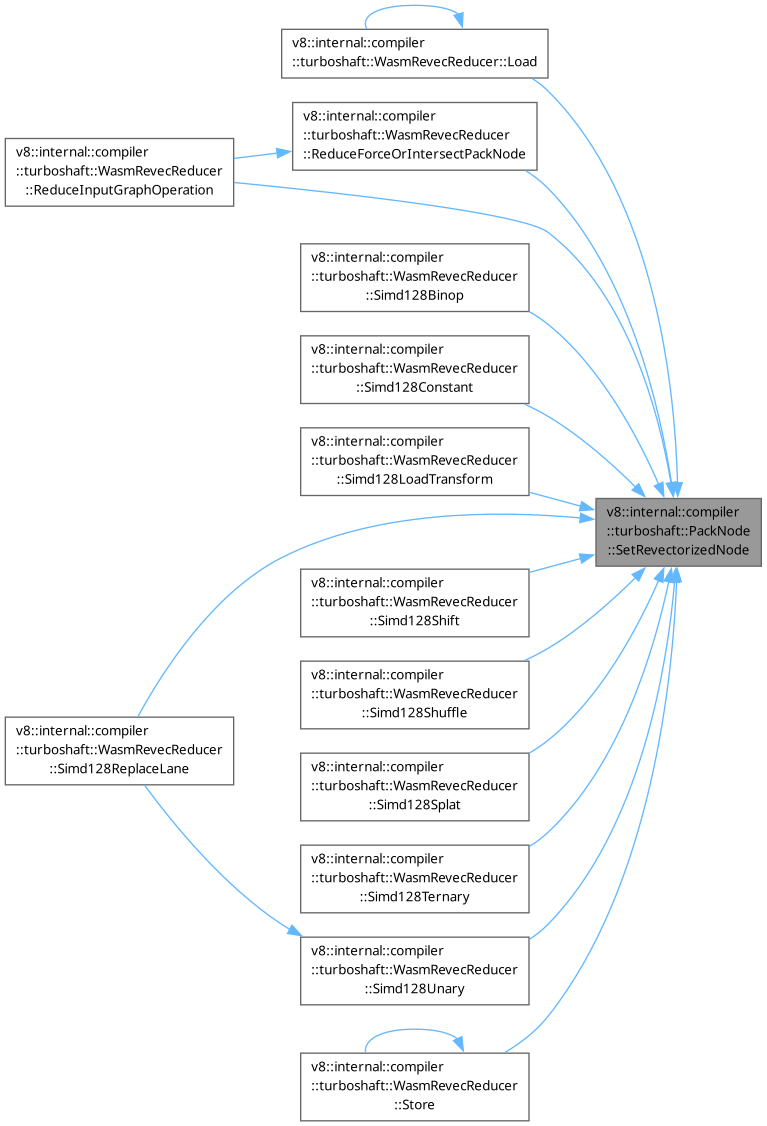 v8::internal::compiler
::turboshaft::WasmRevecReducer::Load
v8::internal::compiler
::turboshaft::WasmRevecReducer
::ReduceForceOrIntersectPackNode
v8::internal::compiler
::turboshaft::WasmRevecReducer
::ReduceInputGraphOperation
v8::internal::compiler
::turboshaft::WasmRevecReducer
::Simd128Binop
v8::internal::compiler
::turboshaft::WasmRevecReducer
::Simd128Constant
v8::internal::compiler
::turboshaft::WasmRevecReducer
::Simd128LoadTransform
v8::internal::compiler
::turboshaft::PackNode
::SetRevectorizedNode
v8::internal::compiler
::turboshaft::WasmRevecReducer
::Simd128Shift
v8::internal::compiler
::turboshaft::WasmRevecReducer
::Simd128Shuffle
v8::internal::compiler
::turboshaft::WasmRevecReducer
::Simd128ReplaceLane
v8::internal::compiler
::turboshaft::WasmRevecReducer
::Simd128Splat
v8::internal::compiler
::turboshaft::WasmRevecReducer
::Simd128Ternary
v8::internal::compiler
::turboshaft::WasmRevecReducer
::Simd128Unary
v8::internal::compiler
::turboshaft::WasmRevecReducer
::Store